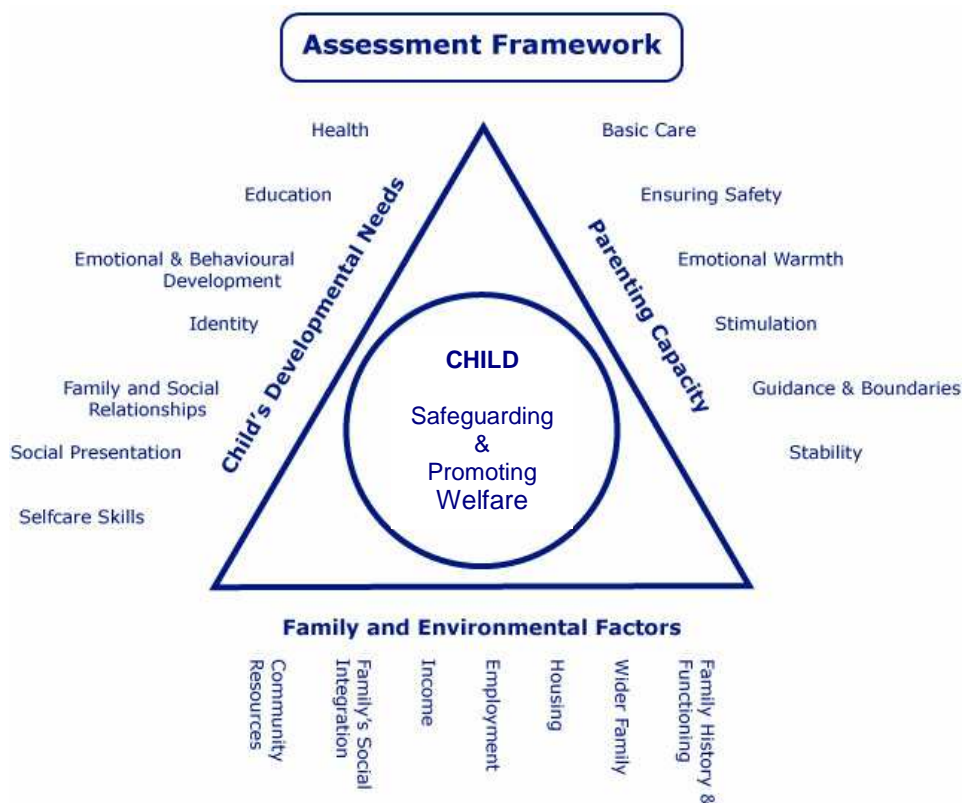 Assessment Framework
Health
Education
Emotional & Behavioural
Development
Identity
Family and Social
Relationships
Social Presentation
Selfcare Skills
Child's Developmental Needs
CHILD
Safeguarding
&
Promoting
Welfare
Parenting Capacity
Basic Care
Ensuring Safety
Emotional Warmth
Stimulation
Guidance & Boundaries
Stability
Family and Environmental Factors
Community
Resources
Family's Social
Integration
Income
Employment
Housing
Wider Family
Family History &
Functioning